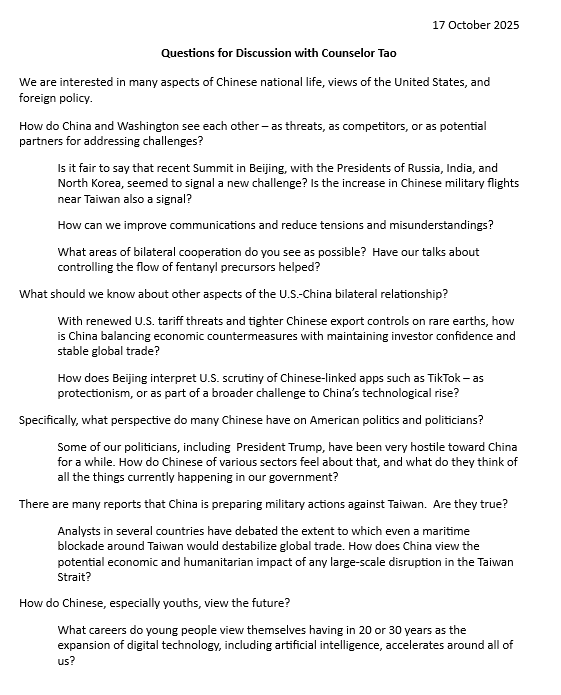 17 October 2025
Questions for Discussion with Counselor Tao
We are interested in many aspects of Chinese national life, views of the United States, and
foreign policy.
How do China and Washington see each other – as threats, as competitors, or as potential
partners for addressing challenges?
Is it fair to say that recent Summit in Beijing, with the Presidents of Russia, India, and
North Korea, seemed to signal a new challenge? Is the increase in Chinese military flights
near Taiwan also a signal?
How can we improve communications and reduce tensions and misunderstandings?
What areas of bilateral cooperation do you see as possible?  Have our talks about
controlling the flow of fentanyl precursors helped?
What should we know about other aspects of the U.S.-China bilateral relationship?
With renewed U.S. tariff threats and tighter Chinese export controls on rare earths, how
is China balancing economic countermeasures with maintaining investor confidence and
stable global trade?
How does Beijing interpret U.S. scrutiny of Chinese-linked apps such as TikTok – as
protectionism, or as part of a broader challenge to China’s technological rise?
Specifically, what perspective do many Chinese have on American politics and politicians?
Some of our politicians, including  President Trump, have been very hostile toward China
for a while. How do Chinese of various sectors feel about that, and what do they think of
all the things currently happening in our government?
There are many reports that China is preparing military actions against Taiwan.  Are they true?
Analysts in several countries have debated the extent to which even a maritime
blockade around Taiwan would destabilize global trade. How does China view the
potential economic and humanitarian impact of any large-scale disruption in the Taiwan
Strait?
How do Chinese, especially youths, view the future?
What careers do young people view themselves having in 20 or 30 years as the
expansion of digital technology, including artificial intelligence, accelerates around all of
us?